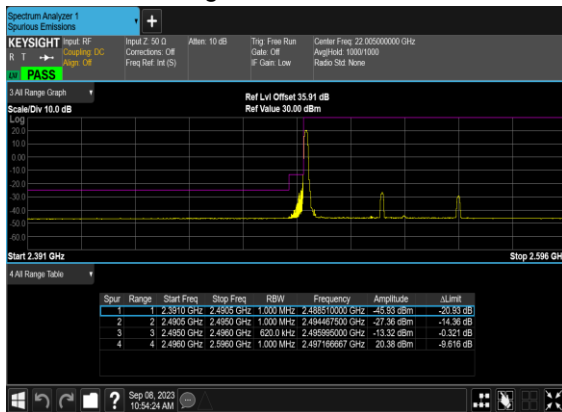 Spectrum Analyzer 1
Spurious Emissions
+
KEYSIGHT Input: RF Input Z: 50 Ω Atten: 10 dB Trig: Free Run Center Freq: 22.005000000 GHz
R T Coupling: DC Corrections: Off Gate: Off Avg|Hold: 1000/1000
Align: Off Freq Ref: Int (S) IF Gain: Low Radio Std: None
PASS
3 All Range Graph
Ref Lvl Offset 35.91 dB
Scale/Div 10.0 dB Ref Value 30.00 dBm
Log
20.0
10.0
0.00
-10.0
-20.0
-30.0
-40.0
-50.0
-60.0
Start 2.391 GHz Stop 2.596 GH
4 All Range Table
Spur Range Start Freq Stop Freq RBW Frequency Amplitude ΔLimit
1 1 2.3910 GHz 2.4905 GHz 1.000 MHz 2.488510000 GHz -45.93 dBm -20.93 dB
2 2 2.4905 GHz 2.4950 GHz 1.000 MHz 2.494467500 GHz -27.36 dBm -14.36 dB
3 3 2.4950 GHz 2.4960 GHz 620.0 kHz 2.495995000 GHz -13.32 dBm -0.321 dB
4 4 2.4960 GHz 2.5960 GHz 1.000 MHz 2.497166667 GHz 20.38 dBm -9.616 dB
? Sep 08, 2023
10:54:24 AM